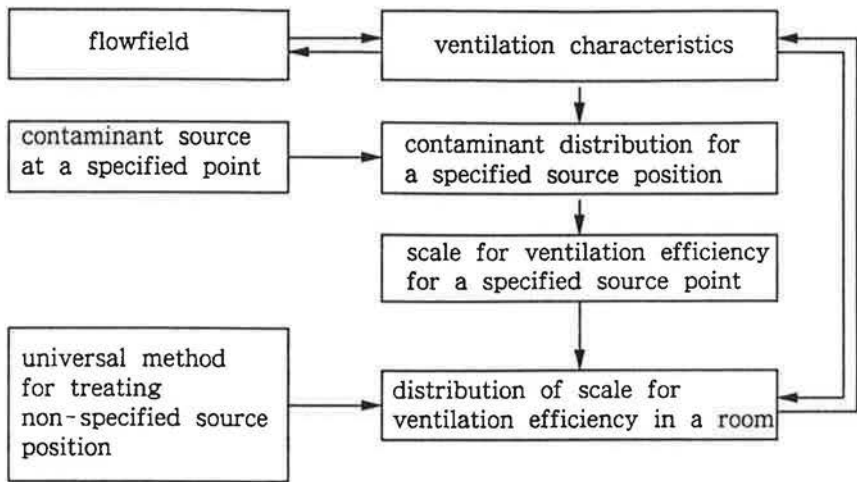 flowfield
ventilation characteristics
contaminant source
at a specified point
contaminant distribution for
a specified source position
scale for ventilation efficiency
for a specified source point
universal method
for treating
non-specified source
position
distribution of scale for
ventilation efficiency in a room